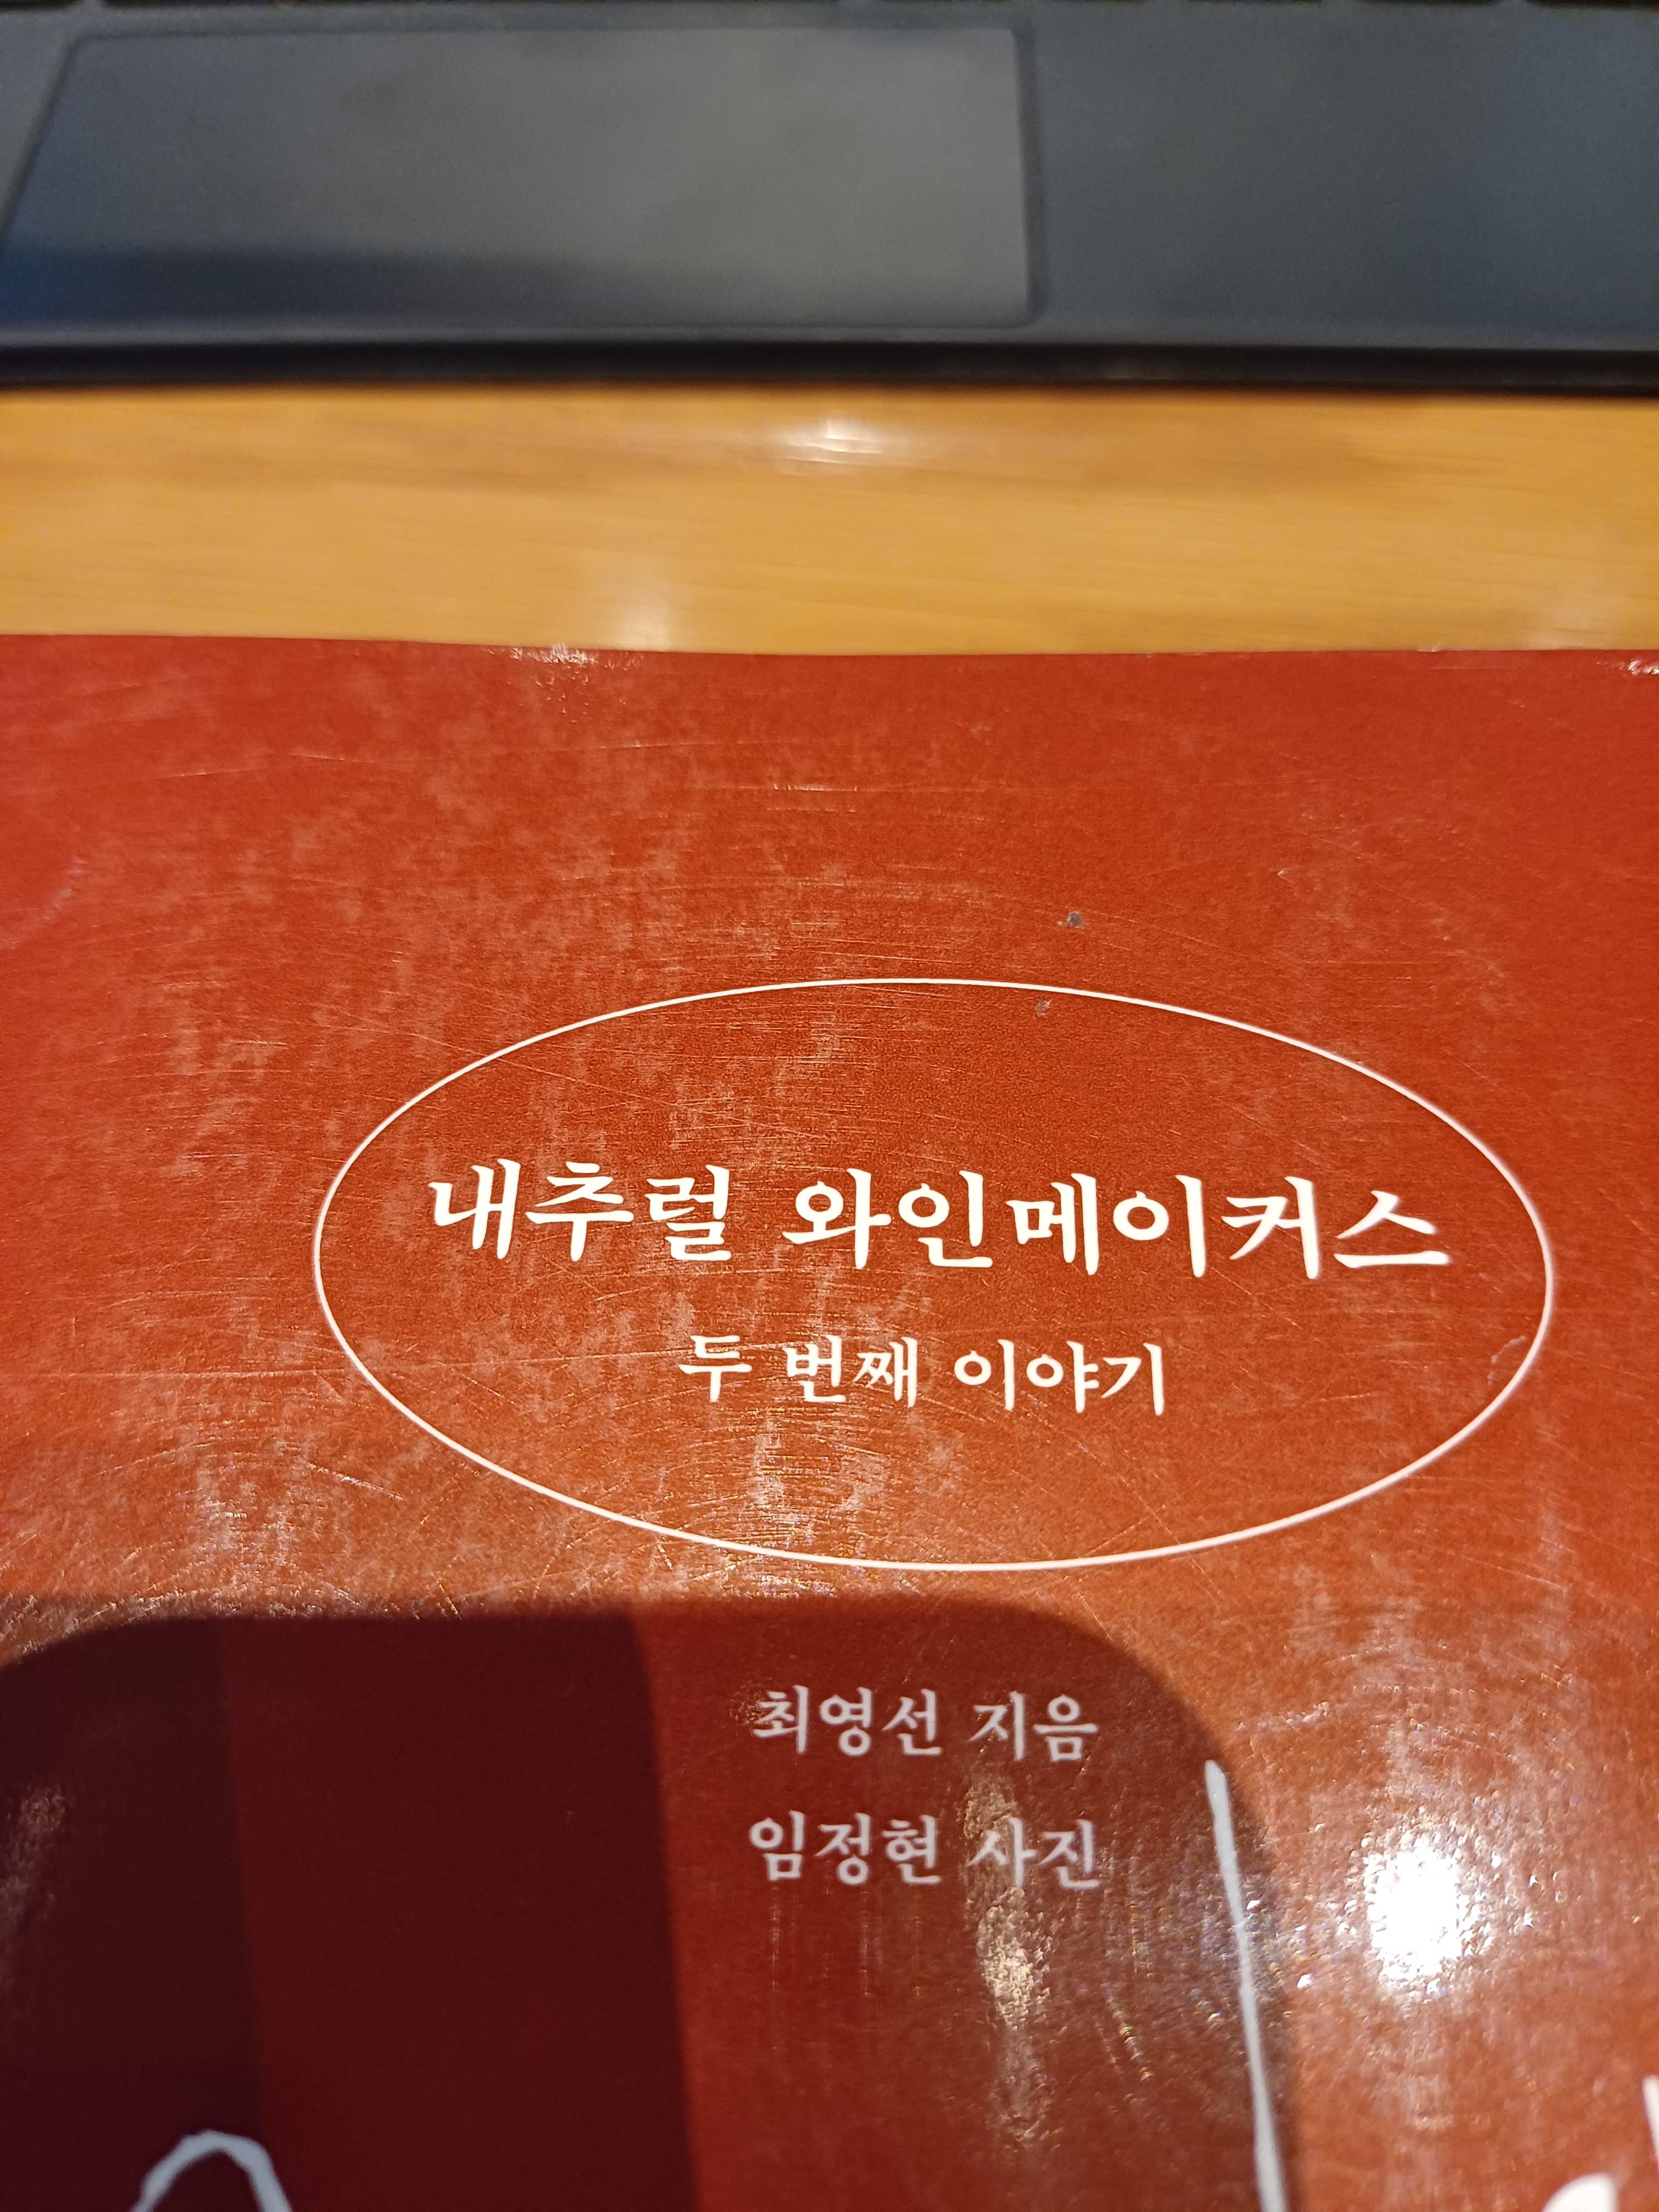 내추럴 와인메이커스
두 번째 이야기
최영선 지음
임정현 사진